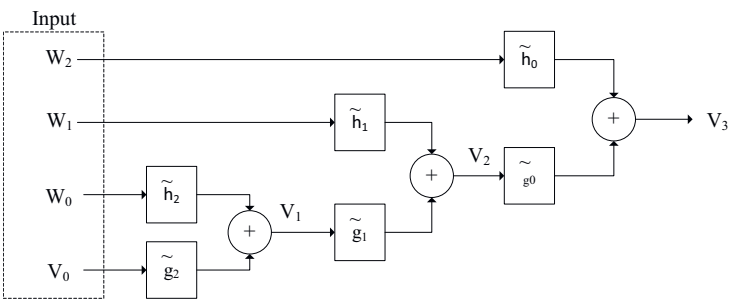 Input
W₂
h̃₀
W₁
h̃₁
+
V₃
V₂
g̃0
W₀
h̃₂
V₁
+
+
g̃₁
V₀
g̃₂